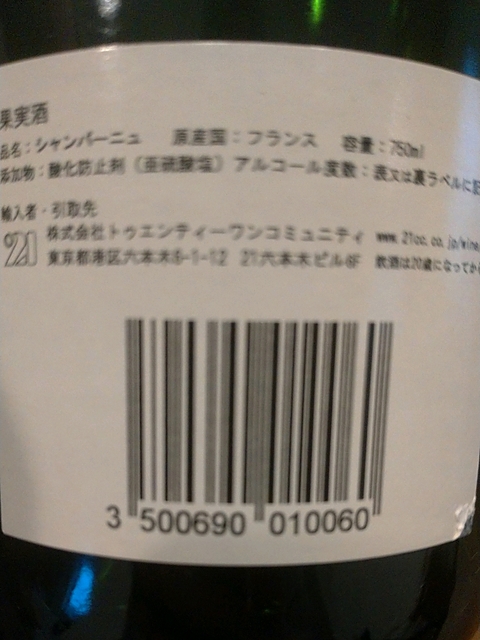 果実酒
品名：シャンパーニュ 原産国：フランス 容量：750ml
添加物：酸化防止剤（亜硫酸塩）アルコール度数：表又は裏ラベルに記
輸入者・引取先
21 株式会社トゥエンティーワンコミュニティ www.21cc.co.jp/wine
東京都港区六本木6-1-12 21六本木ビル6F 飲酒は20歳になってから
3 500690 010060